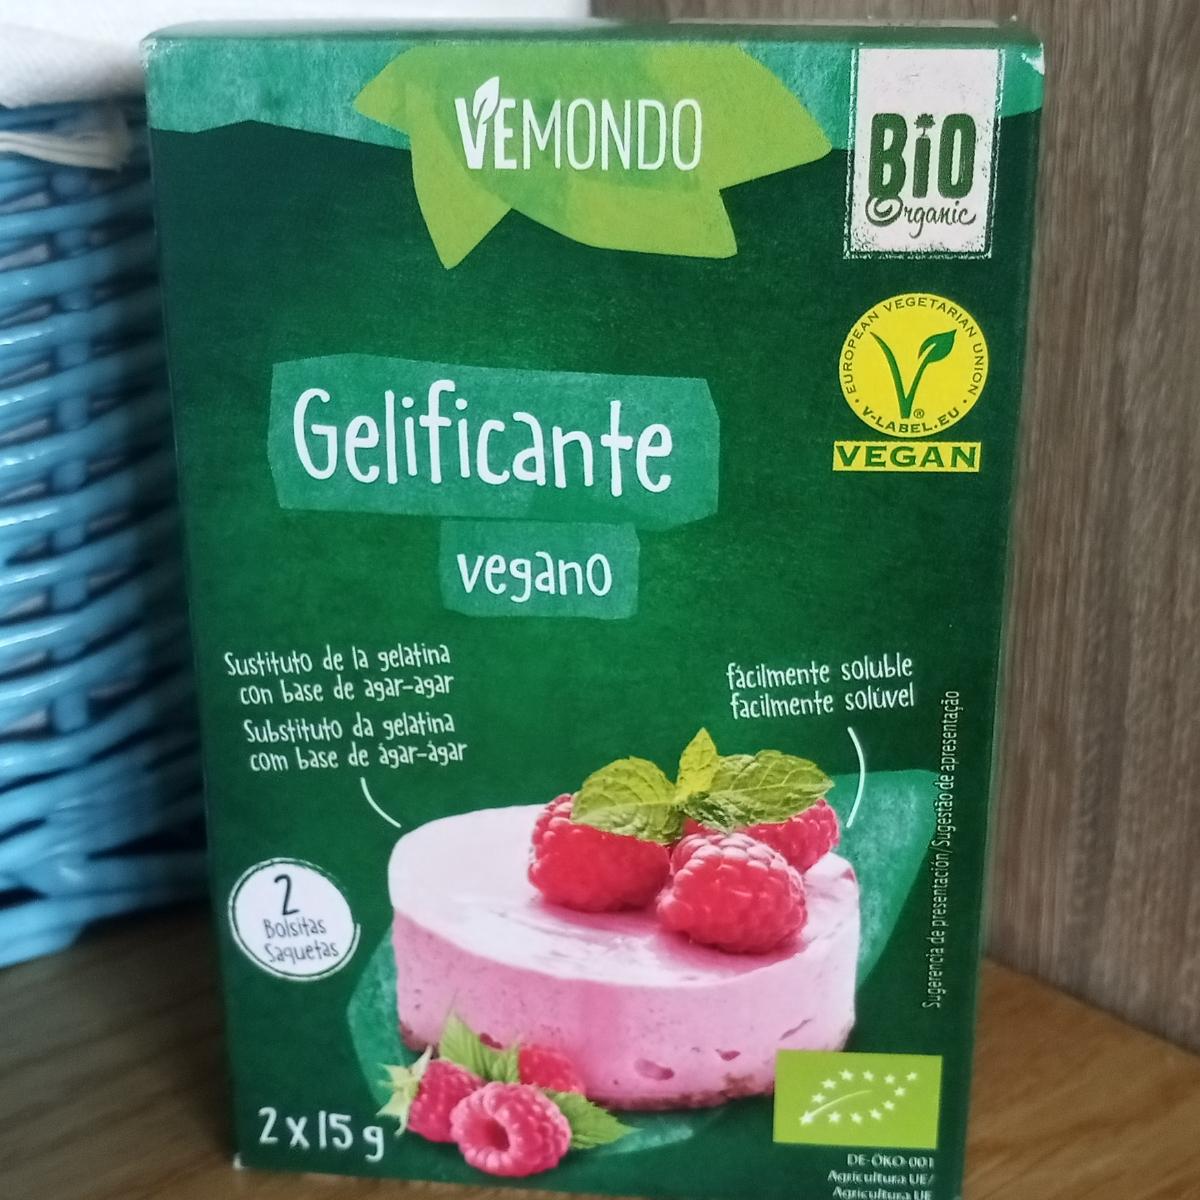 VEMONDO
BiO
Organic
EUROPEAN VEGETARIAN UNION
V-LABEL.EU
®
VEGAN
Gelificante
vegano
Sustituto de la gelatina
con base de agar-agar
Substituto da gelatina
com base de ágar-ágar
fácilmente soluble
facilmente solúvel
Sugerencia de presentación/Sugestão de apresentação
2
Bolsitas
Saquetas
2 x 15 g
DE-ÖKO-001
Agricultura UE/
Agricultura UE